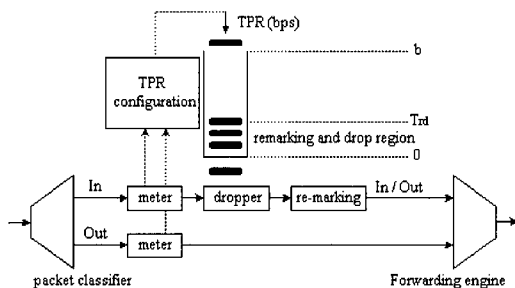 TPR (bps)
b
TPR
configuration
Trd
remarking and drop region
0
In
meter
dropper
re-marking
In / Out
Out
meter
packet classifier
Forwarding engine